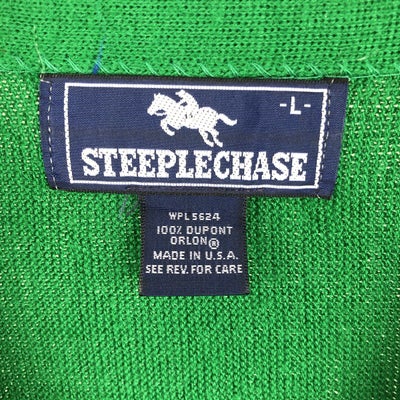 -L-
STEEPLECHASE
WPL 5624
100% DUPONT
ORLON®
MADE IN U.S.A.
SEE REV. FOR CARE